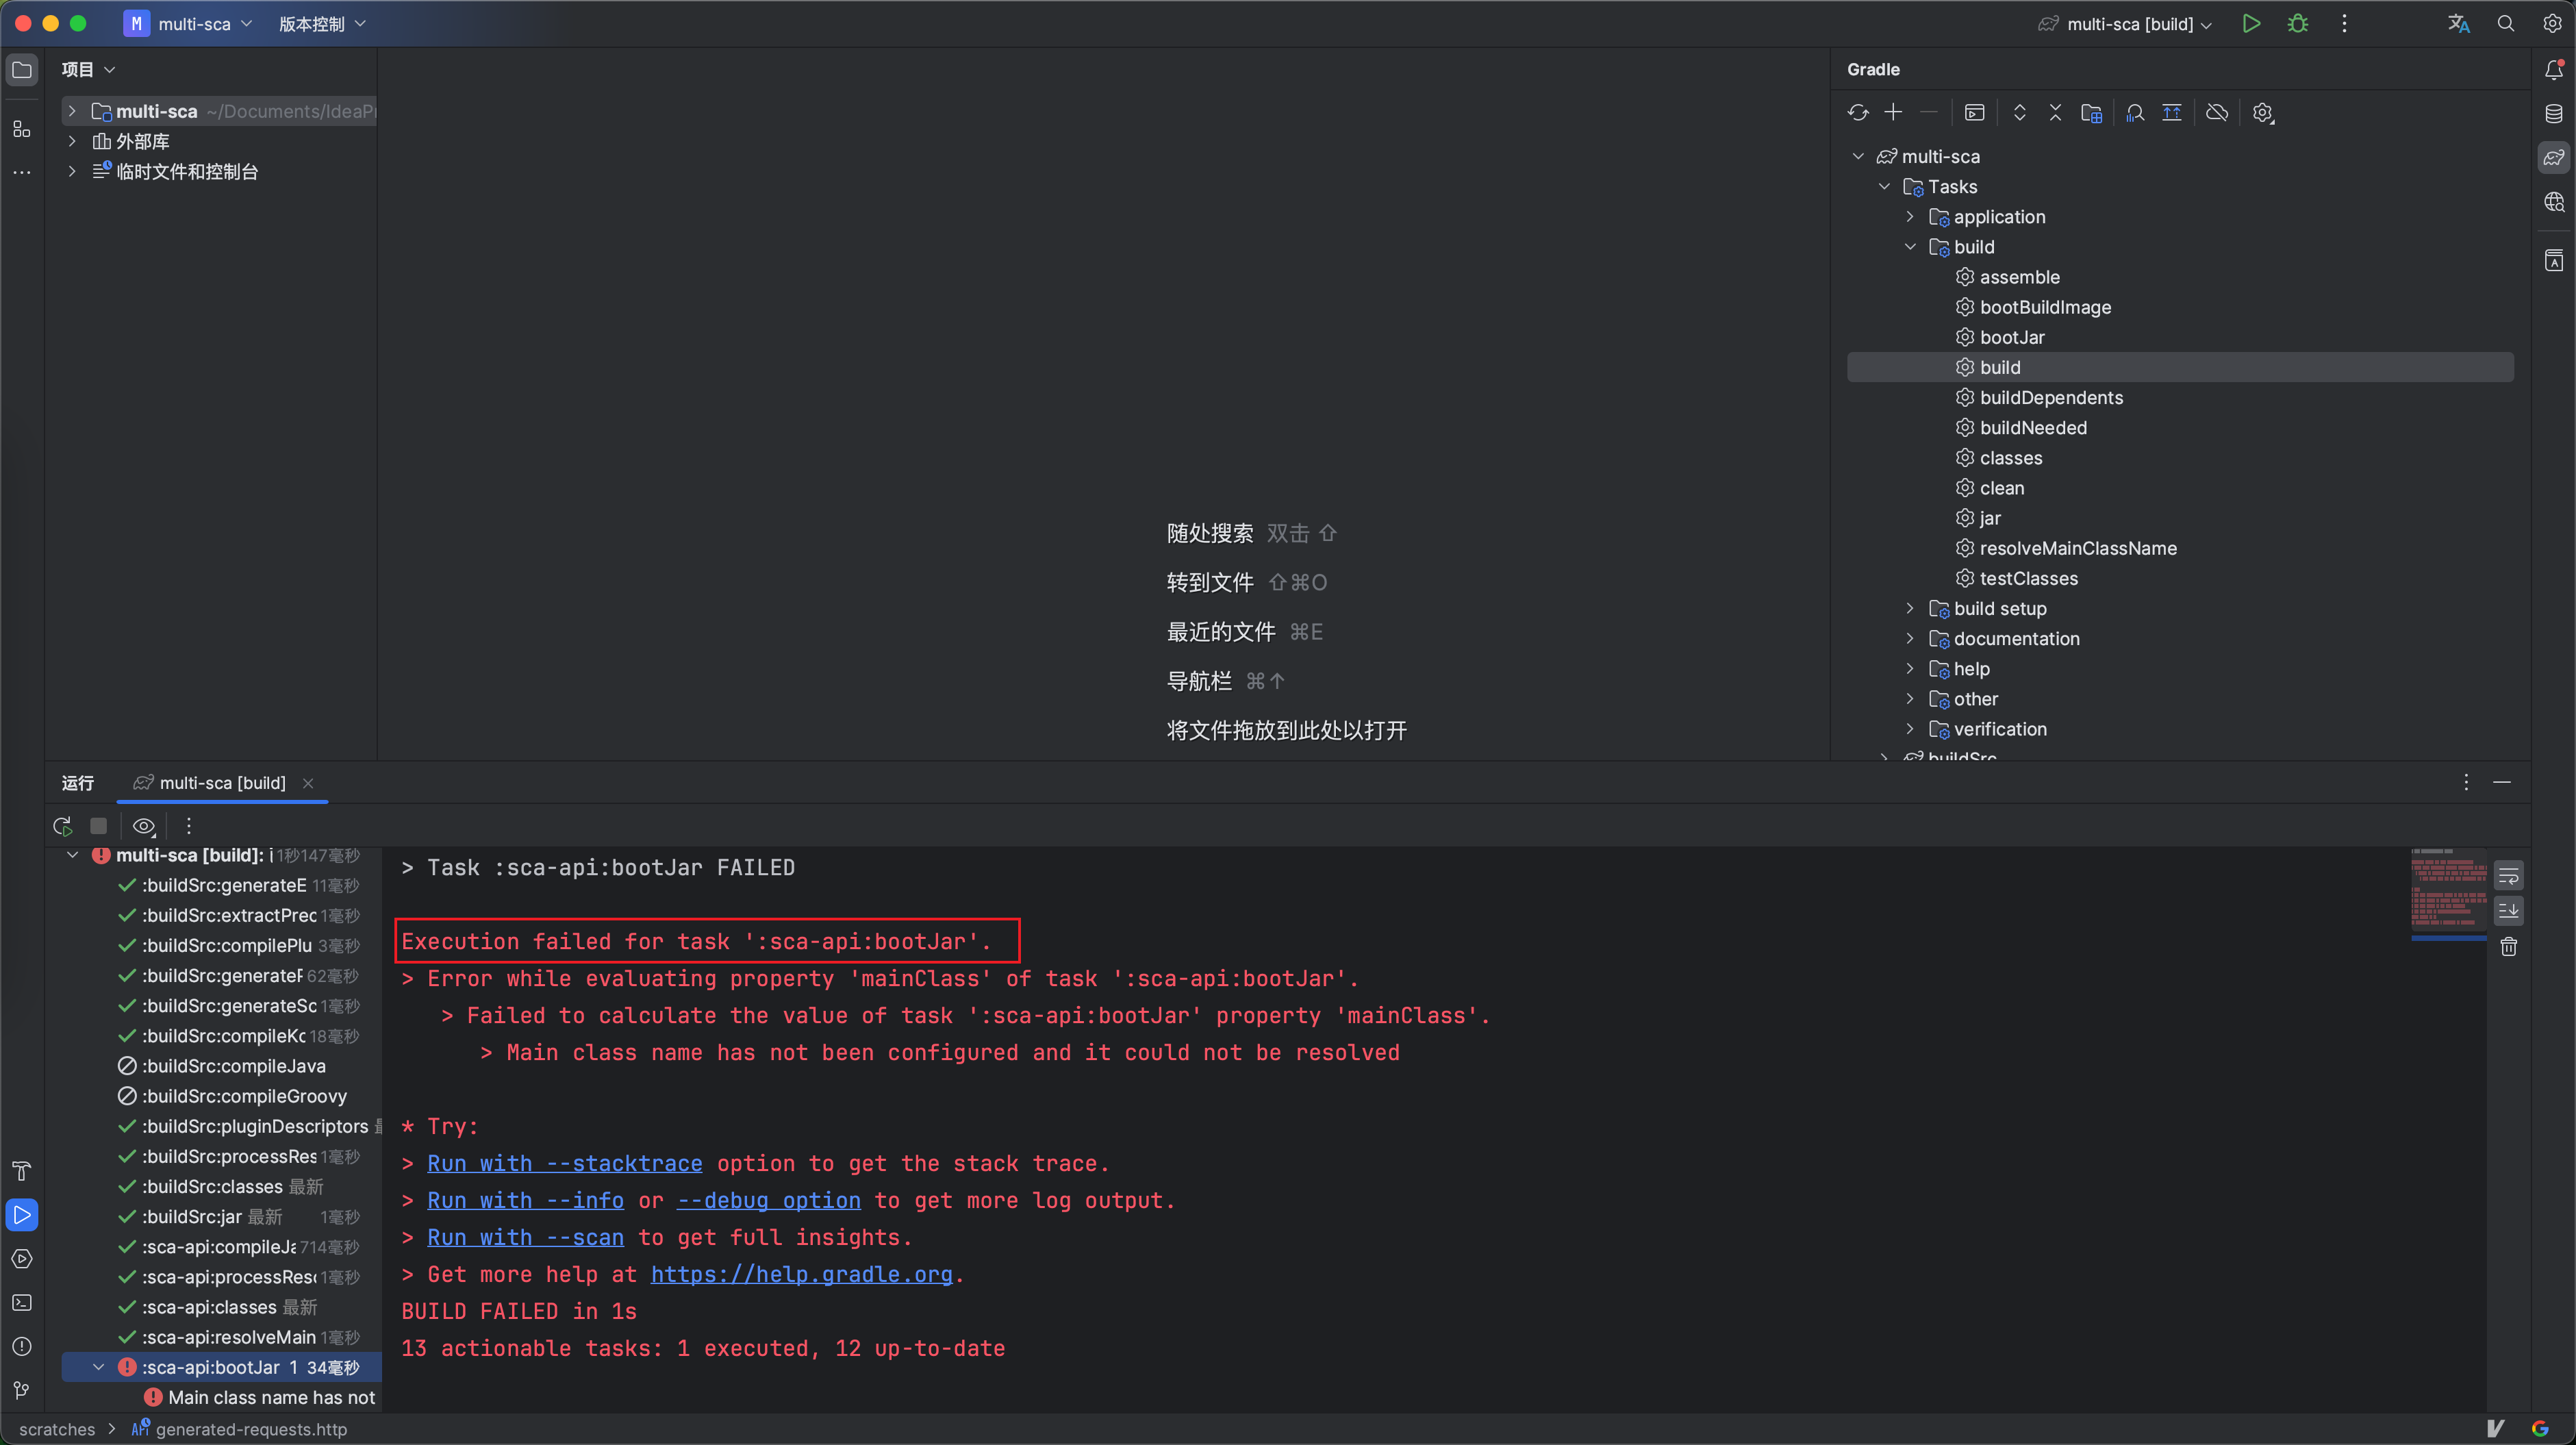 M multi-sca 版本控制
multi-sca [build]
项目
multi-sca ~/Documents/IdeaPr
外部库
临时文件和控制台
随处搜索 双击 ⇧
转到文件 ⇧⌘O
最近的文件 ⌘E
导航栏 ⌘↑
将文件拖放到此处以打开
Gradle
multi-sca
Tasks
application
build
assemble
bootBuildImage
bootJar
build
buildDependents
buildNeeded
classes
clean
jar
resolveMainClassName
testClasses
build setup
documentation
help
other
verification
buildSrc
运行 multi-sca [build]
multi-sca [build]: 1秒147毫秒
:buildSrc:generateE 11毫秒
:buildSrc:extractPrec 1毫秒
:buildSrc:compilePlu 3毫秒
:buildSrc:generateF 62毫秒
:buildSrc:generateSc 1毫秒
:buildSrc:compileKc 18毫秒
:buildSrc:compileJava
:buildSrc:compileGroovy
:buildSrc:pluginDescriptors
:buildSrc:processRes 1毫秒
:buildSrc:classes 最新
:buildSrc:jar 最新 1毫秒
:sca-api:compileJa 714毫秒
:sca-api:processReso 1毫秒
:sca-api:classes 最新
:sca-api:resolveMain 1毫秒
:sca-api:bootJar 1 34毫秒
Main class name has not
> Task :sca-api:bootJar FAILED
Execution failed for task ':sca-api:bootJar'.
> Error while evaluating property 'mainClass' of task ':sca-api:bootJar'.
> Failed to calculate the value of task ':sca-api:bootJar' property 'mainClass'.
> Main class name has not been configured and it could not be resolved
* Try:
> Run with --stacktrace option to get the stack trace.
> Run with --info or --debug option to get more log output.
> Run with --scan to get full insights.
> Get more help at https://help.gradle.org.
BUILD FAILED in 1s
13 actionable tasks: 1 executed, 12 up-to-date
scratches > API generated-requests.http